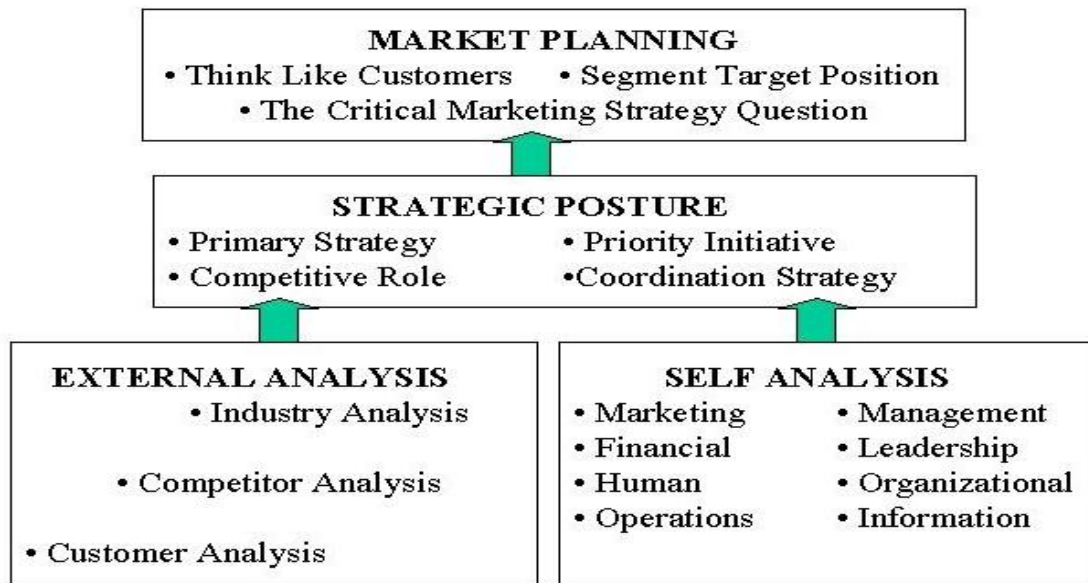 MARKET PLANNING
• Think Like Customers • Segment Target Position
• The Critical Marketing Strategy Question
STRATEGIC POSTURE
• Primary Strategy • Priority Initiative
• Competitive Role •Coordination Strategy
EXTERNAL ANALYSIS
• Industry Analysis
• Competitor Analysis
• Customer Analysis
SELF ANALYSIS
• Marketing • Management
• Financial • Leadership
• Human • Organizational
• Operations • Information